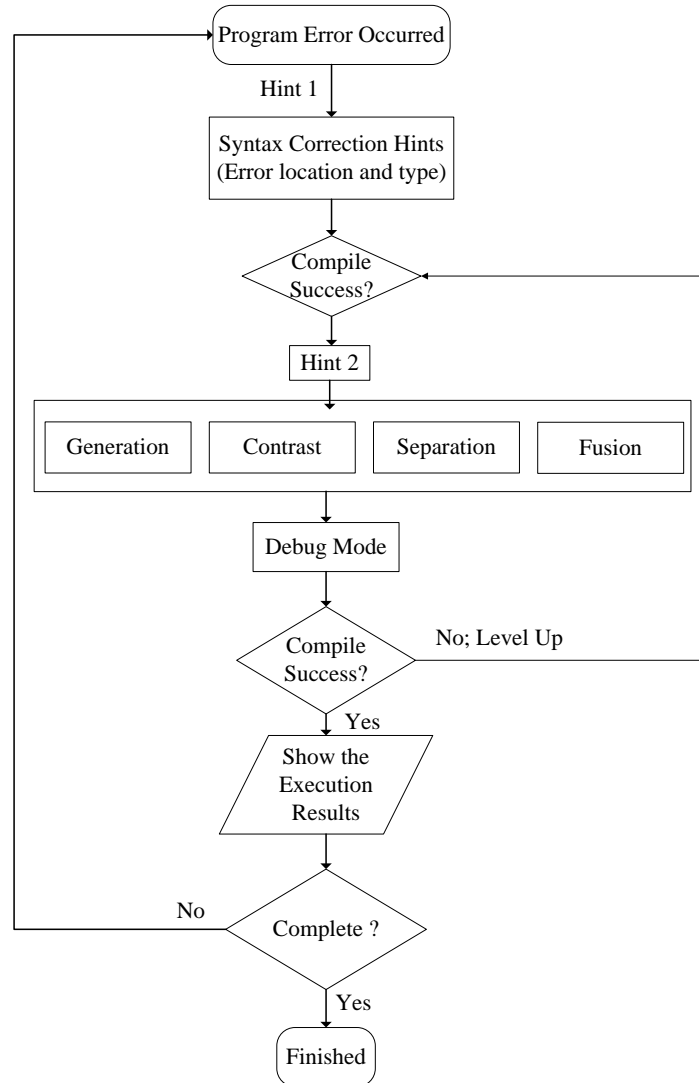 Program Error Occurred
Hint 1
Syntax Correction Hints
(Error location and type)
Compile
Success?
Hint 2
Generation
Contrast
Separation
Fusion
Debug Mode
Compile
Success?
No; Level Up
Yes
Show the
Execution
Results
No
Complete ?
Yes
Finished